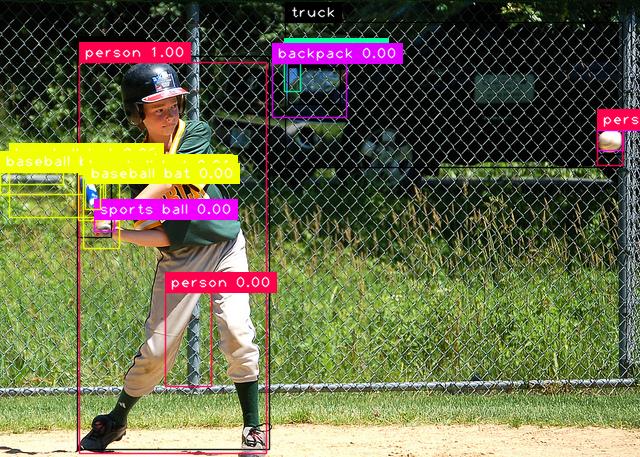 truck
person 1.00
backpack 0.00
pers
baseball b
baseball bat 0.00
sports ball 0.00
person 0.00